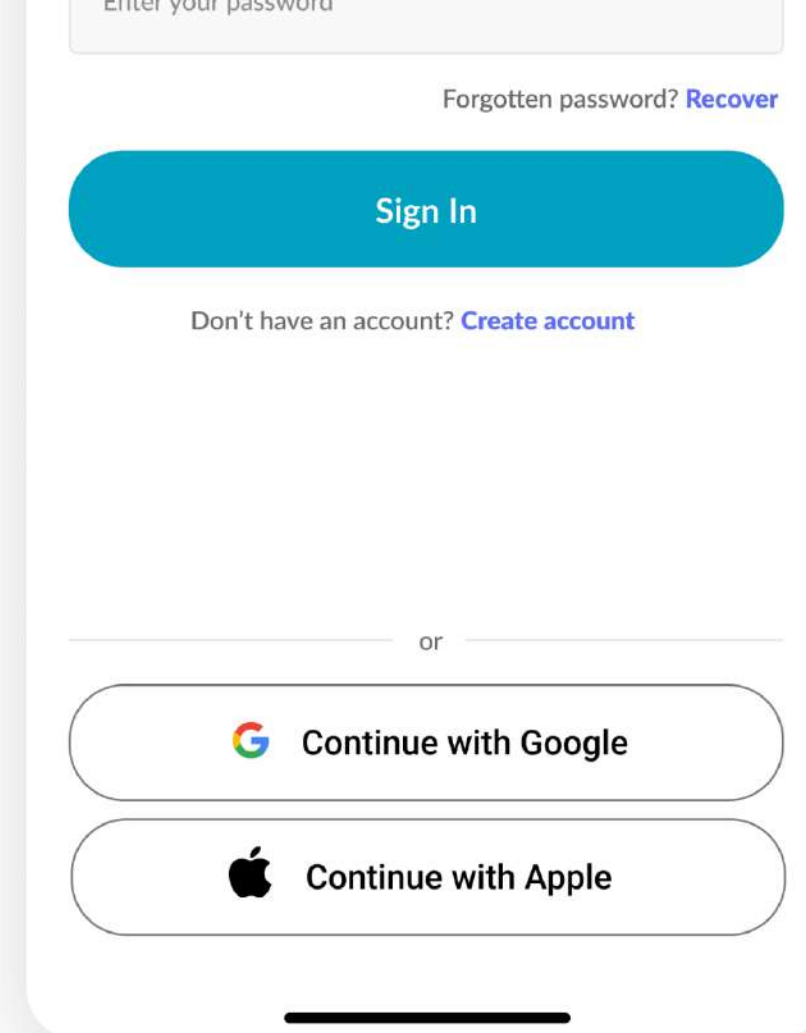 Enter your password
Forgotten password? Recover
Sign In
Don't have an account? Create account
or
Continue with Google
Continue with Apple